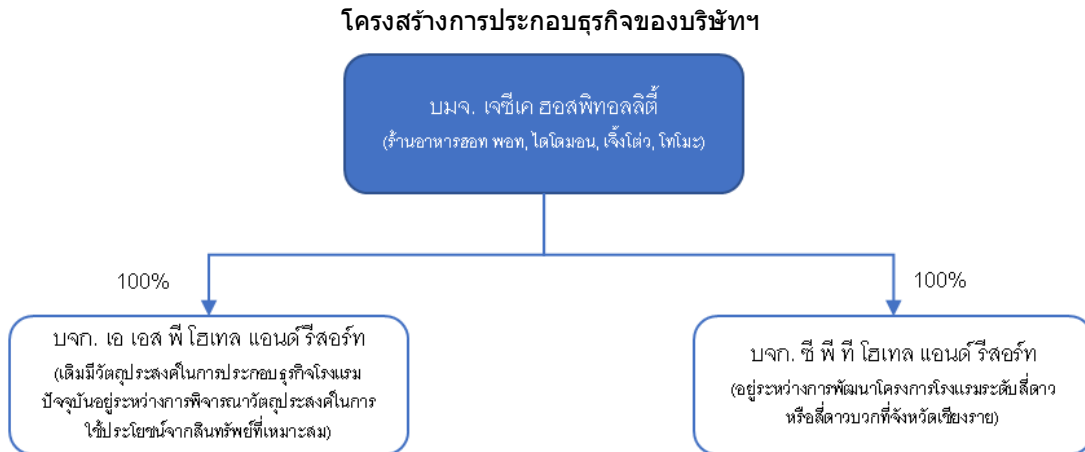 โครงสร้างการประกอบธุรกิจของบริษัทฯ
บมจ. เจซีเค ฮอสพิทอลลิตี้
(ร้านอาหารฮอท พอท, ไดโดมอน, เจิ้งโต่ว, โทโมะ)
100%
100%
บจก. เอ เอส พี โฮเทล แอนด์ รีสอร์ท
(เดิมมีวัตถุประสงค์ในการประกอบธุรกิจโรงแรม
ปัจจุบันอยู่ระหว่างการพิจารณาวัตถุประสงค์ในการ
ใช้ประโยชน์จากสินทรัพย์ที่เหมาะสม)
บจก. ซี พี ที โฮเทล แอนด์ รีสอร์ท
(อยู่ระหว่างการพัฒนาโครงการโรงแรมระดับสี่ดาว
หรือสี่ดาวบวกที่จังหวัดเชียงราย)